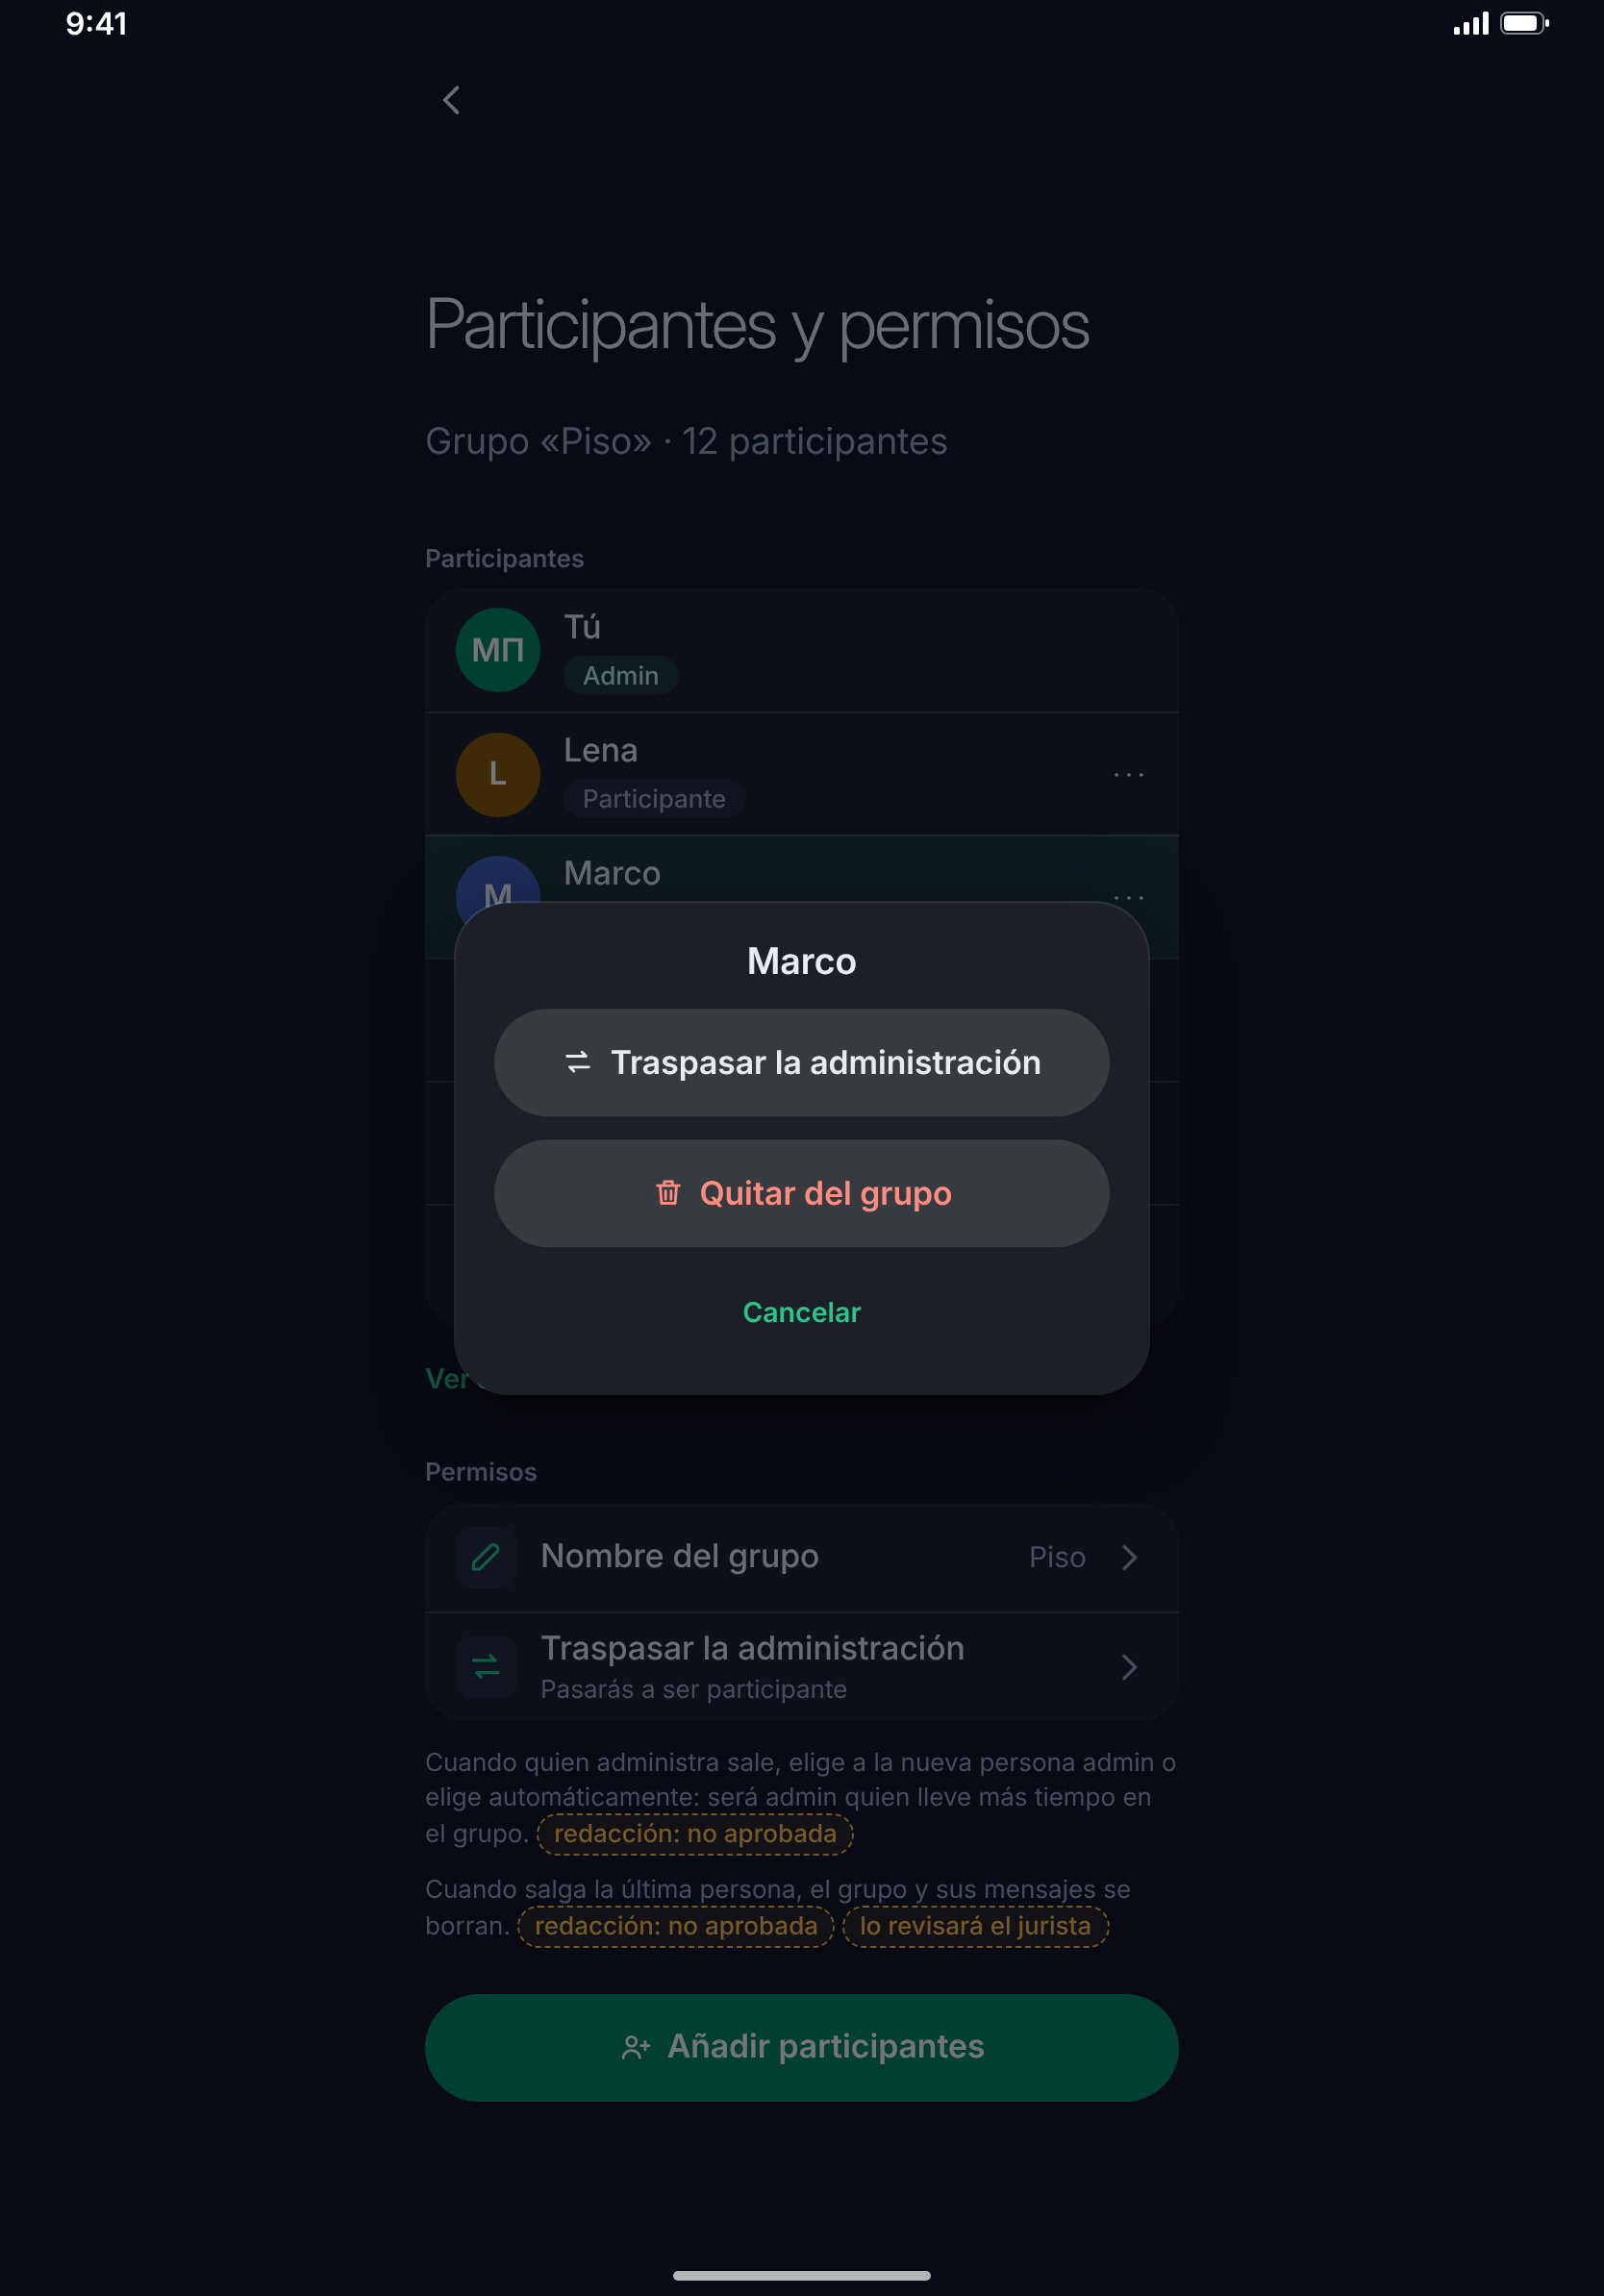 9:41
Participantes y permisos
Grupo «Piso» · 12 participantes
Participantes
МП
Tú
Admin
L
Lena
Participante
M
Marco
Marco
Traspasar la administración
Quitar del grupo
Cancelar
Ver
Permisos
Nombre del grupo
Piso
Traspasar la administración
Pasarás a ser participante
Cuando quien administra sale, elige a la nueva persona admin o
elige automáticamente: será admin quien lleve más tiempo en
el grupo. redacción: no aprobada
Cuando salga la última persona, el grupo y sus mensajes se
borran. redacción: no aprobada lo revisará el jurista
Añadir participantes